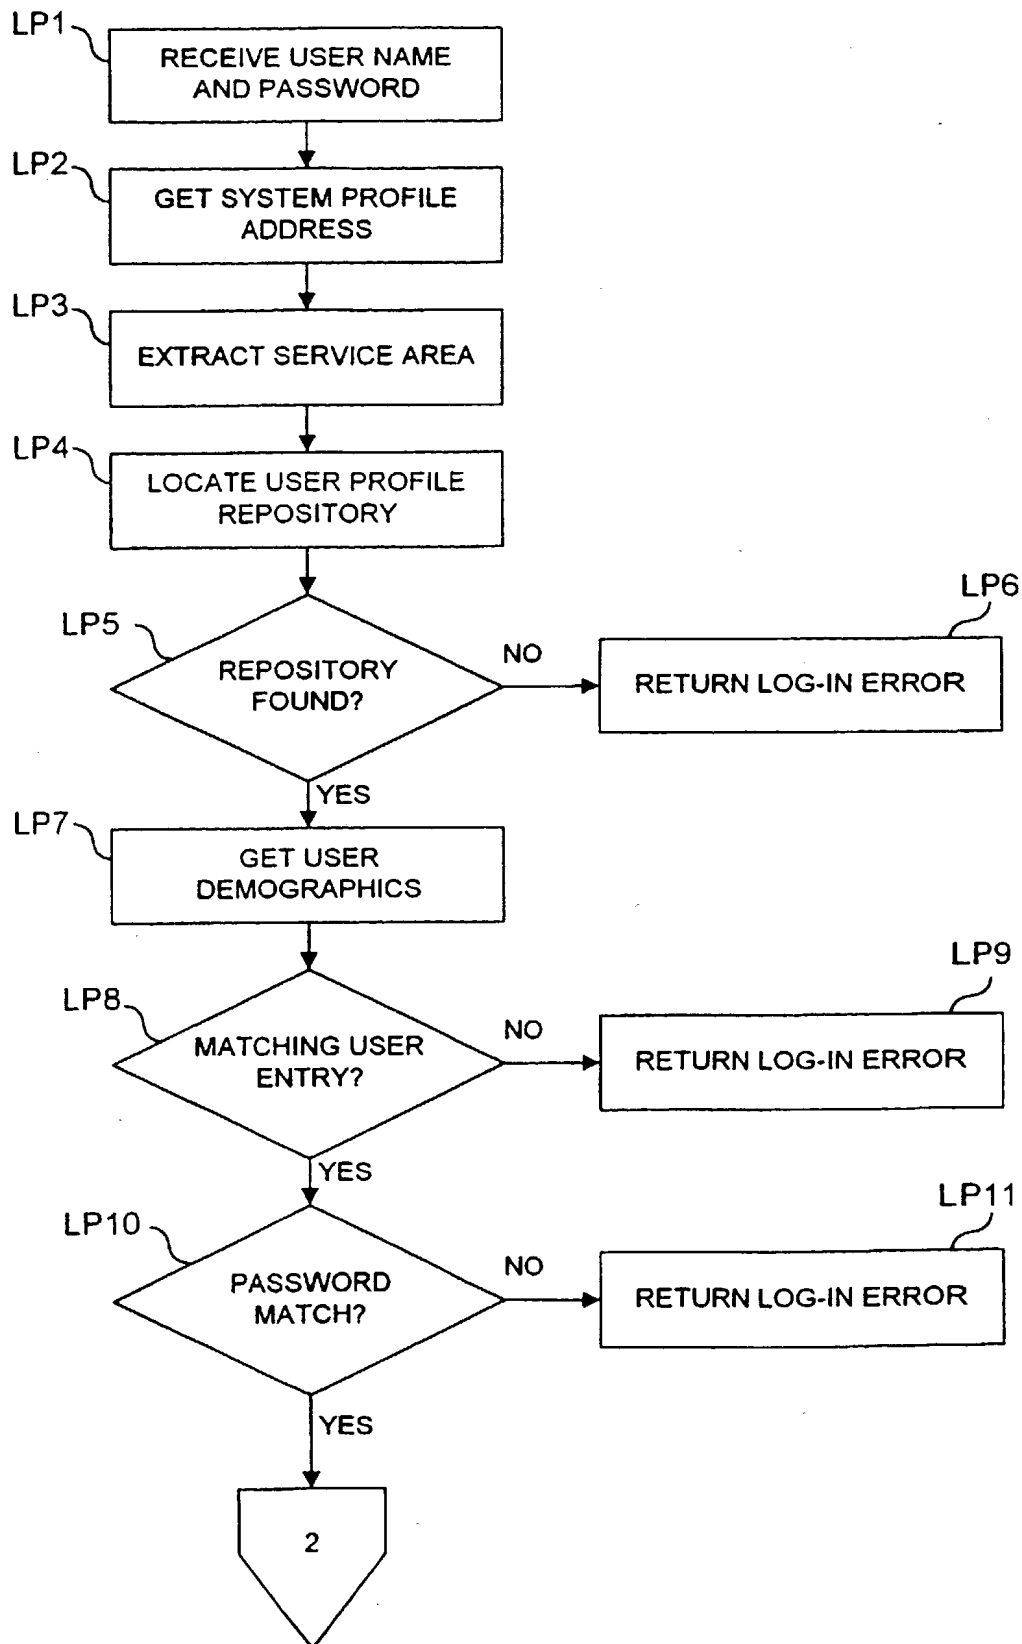 LP1
RECEIVE USER NAME
AND PASSWORD
LP2
GET SYSTEM PROFILE
ADDRESS
LP3
EXTRACT SERVICE AREA
LP4
LOCATE USER PROFILE
REPOSITORY
LP5
REPOSITORY
FOUND?
NO
LP6
RETURN LOG-IN ERROR
YES
LP7
GET USER
DEMOGRAPHICS
LP8
MATCHING USER
ENTRY?
NO
LP9
RETURN LOG-IN ERROR
YES
LP10
PASSWORD
MATCH?
NO
LP11
RETURN LOG-IN ERROR
YES
2